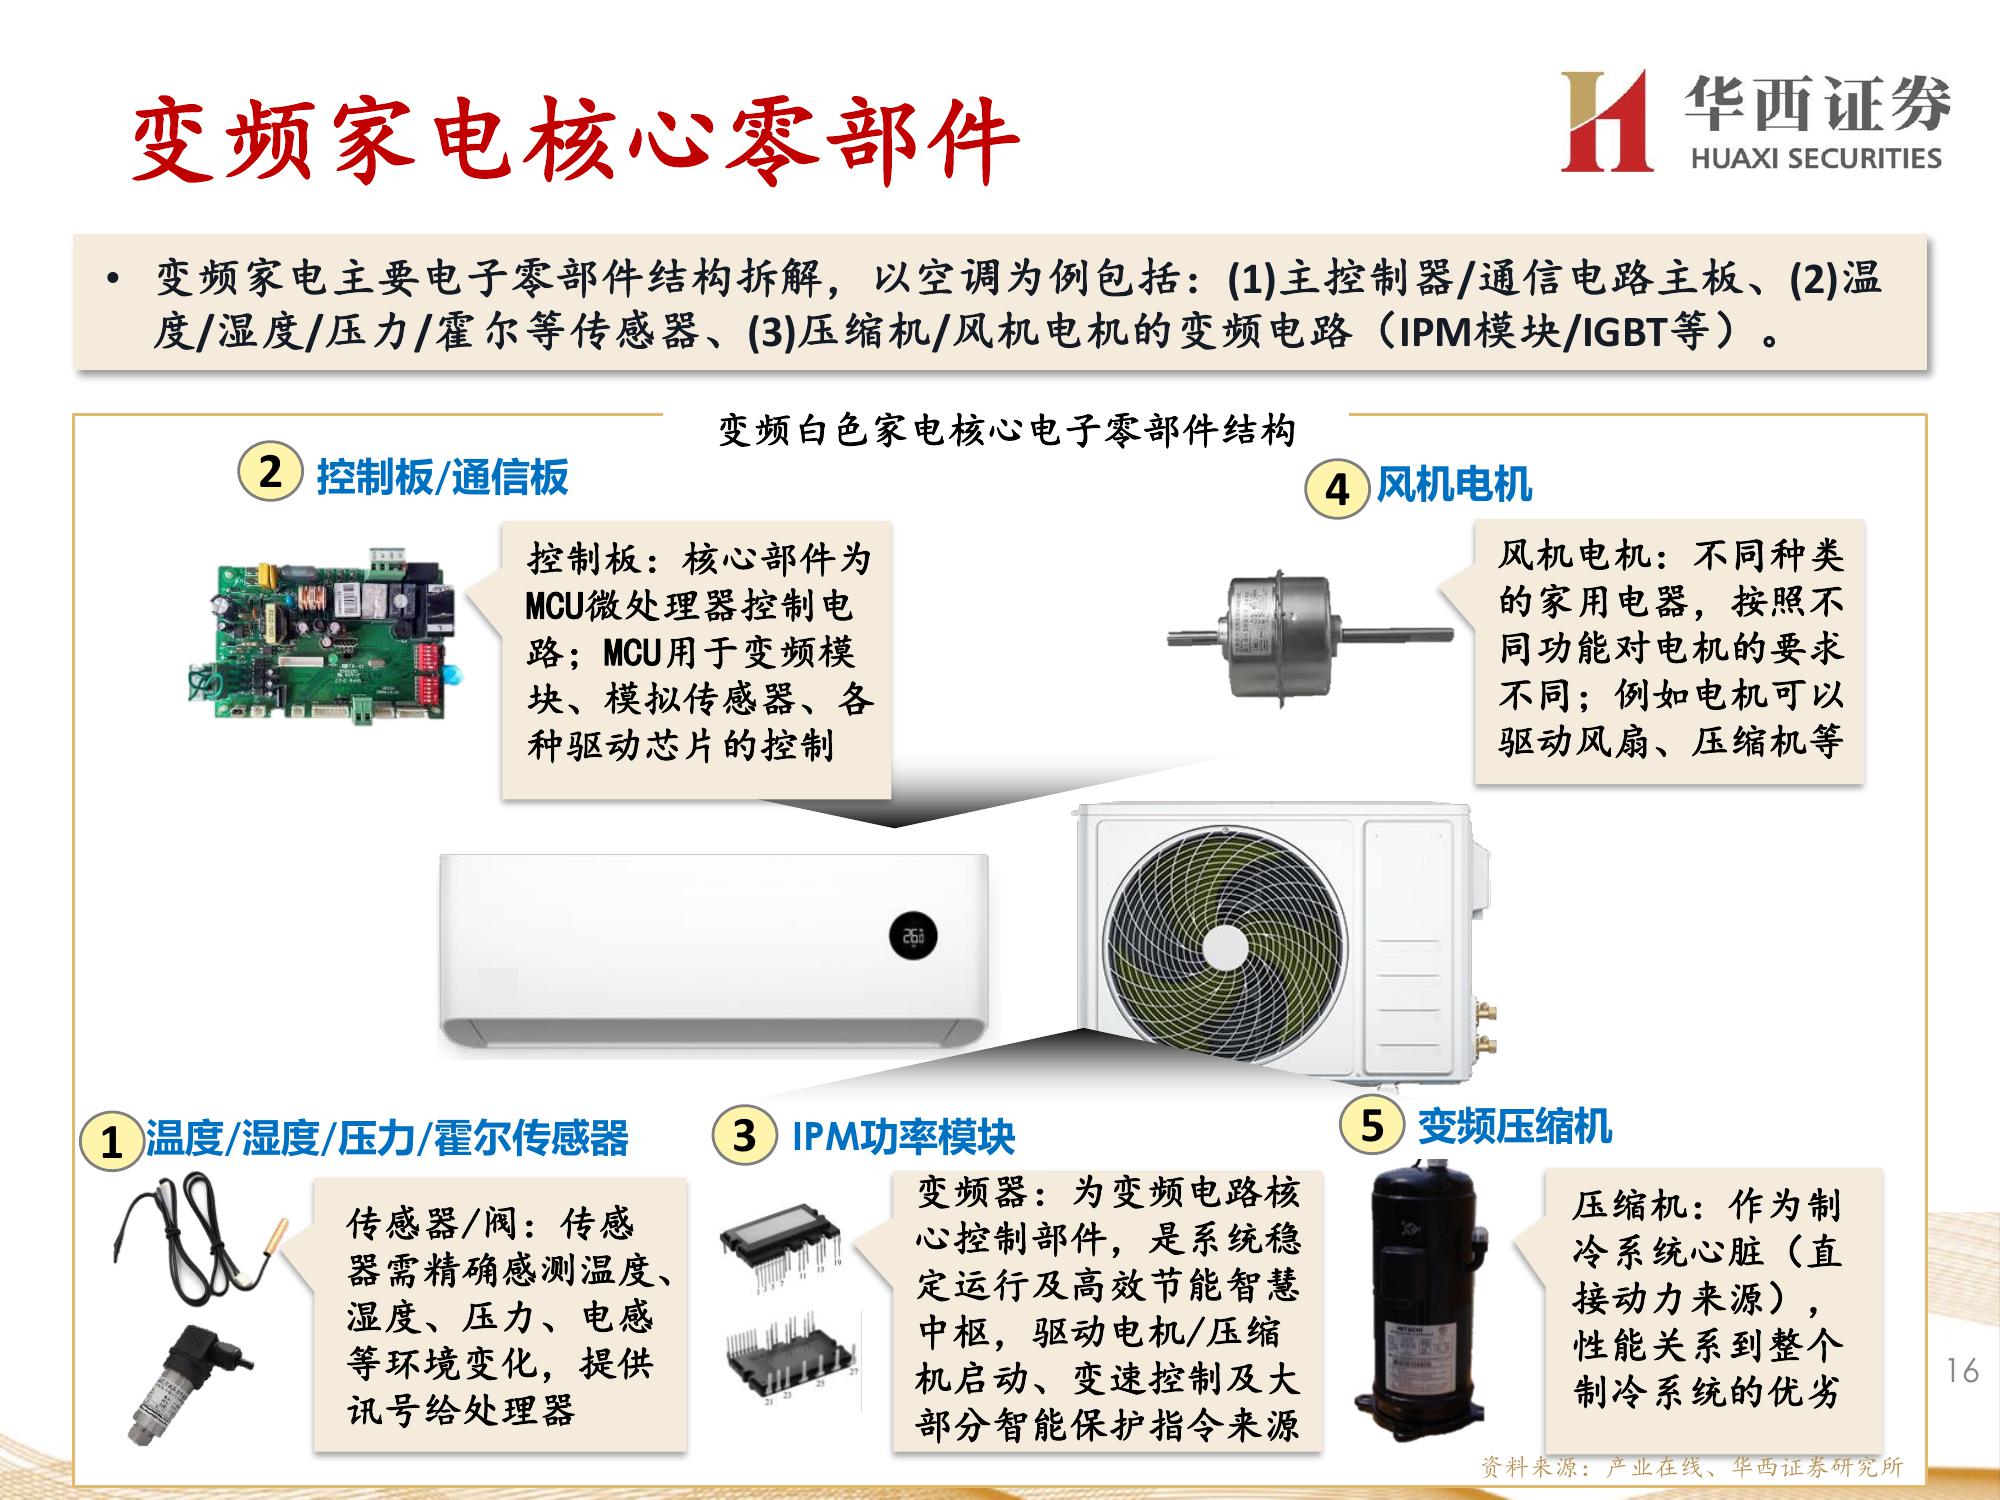 变频家电核心零部件
华西证券
HUAXI SECURITIES
• 变频家电主要电子零部件结构拆解，以空调为例包括：(1)主控制器/通信电路主板、(2)温
度/湿度/压力/霍尔等传感器、(3)压缩机/风机电机的变频电路（IPM模块/IGBT等）。
变频白色家电核心电子零部件结构
2 控制板/通信板
控制板：核心部件为
MCU微处理器控制电
路；MCU用于变频模
块、模拟传感器、各
种驱动芯片的控制
4 风机电机
风机电机：不同种类
的家用电器，按照不
同功能对电机的要求
不同；例如电机可以
驱动风扇、压缩机等
26.0
1 温度/湿度/压力/霍尔传感器
传感器/阀：传感
器需精确感测温度、
湿度、压力、电感
等环境变化，提供
讯号给处理器
3 IPM功率模块
1 3 5 7 11 15 19
21 23 25 27
变频器：为变频电路核
心控制部件，是系统稳
定运行及高效节能智慧
中枢，驱动电机/压缩
机启动、变速控制及大
部分智能保护指令来源
5 变频压缩机
HITACHI
压缩机：作为制
冷系统心脏（直
接动力来源），
性能关系到整个
制冷系统的优劣
16
资料来源：产业在线、华西证券研究所